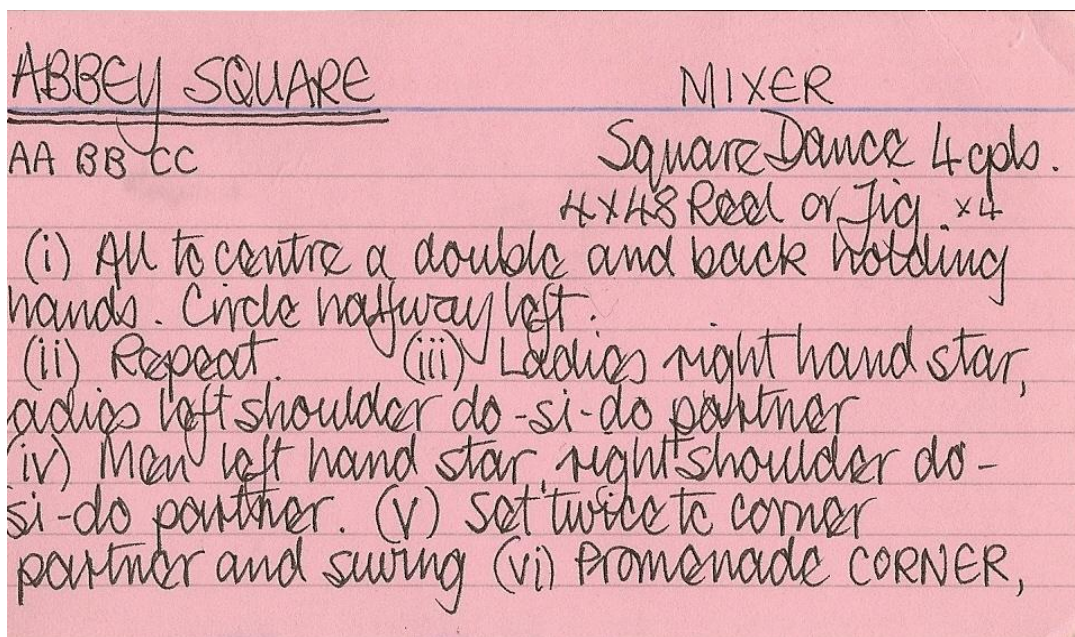 ABBEY SQUARE MIXER
AA BB CC Square Dance 4 cpls.
4x48 Reel or Jig x4
(i) All to centre a double and back holding
hands. Circle halfway left.
(ii) Repeat. (iii) Ladies right hand star,
adies left shoulder do-si-do partner
(iv) Men left hand star, right shoulder do-
si-do partner. (v) Set twice to corner
partner and swing (vi) Promenade CORNER,